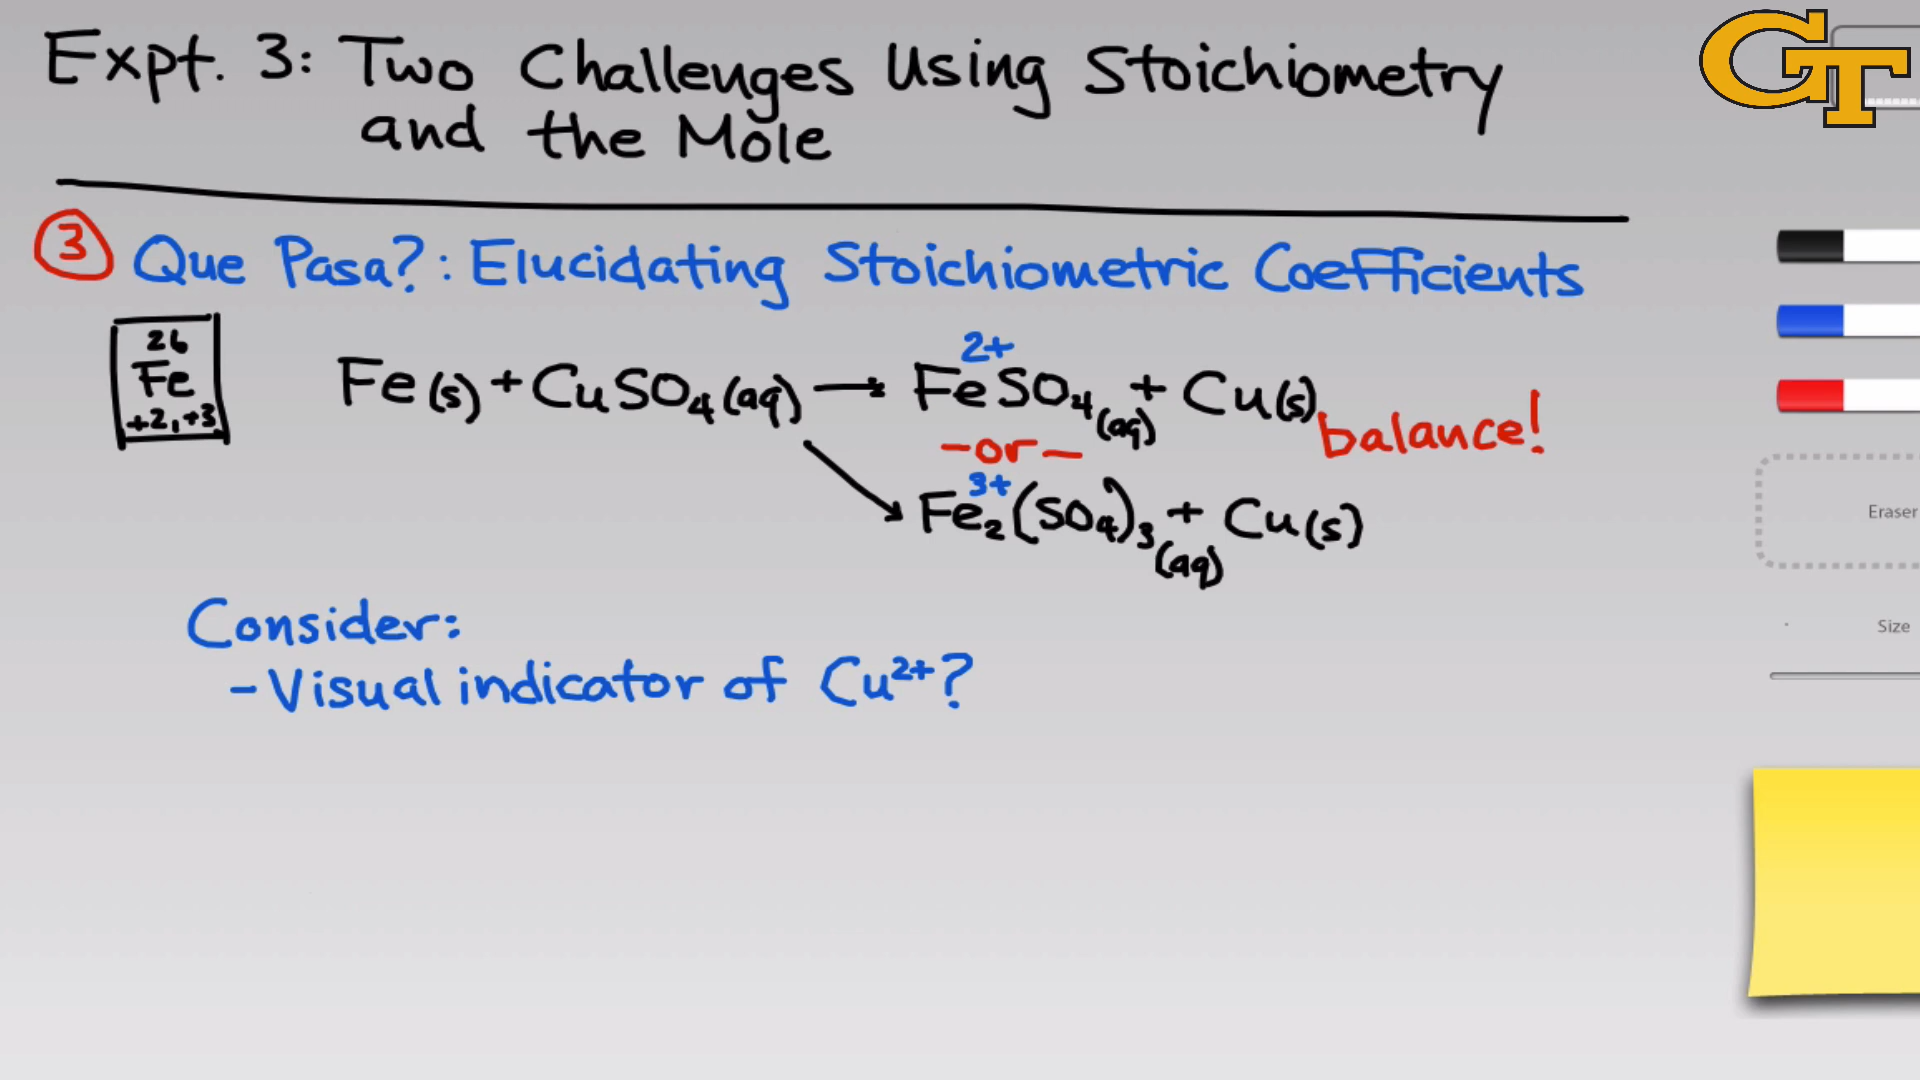 GT
Expt. 3: Two Challenges Using Stoichiometry
and the Mole
3 Que Pasa?: Elucidating Stoichiometric Coefficients
26
Fe
+2, +3
Fe(s) + CuSO₄(aq) → Fe²⁺SO₄(aq) + Cu(s)
balance!
-or-
Fe³⁺₂(SO₄)₃(aq) + Cu(s)
Consider:
- Visual indicator of Cu²⁺?
Eraser
Size